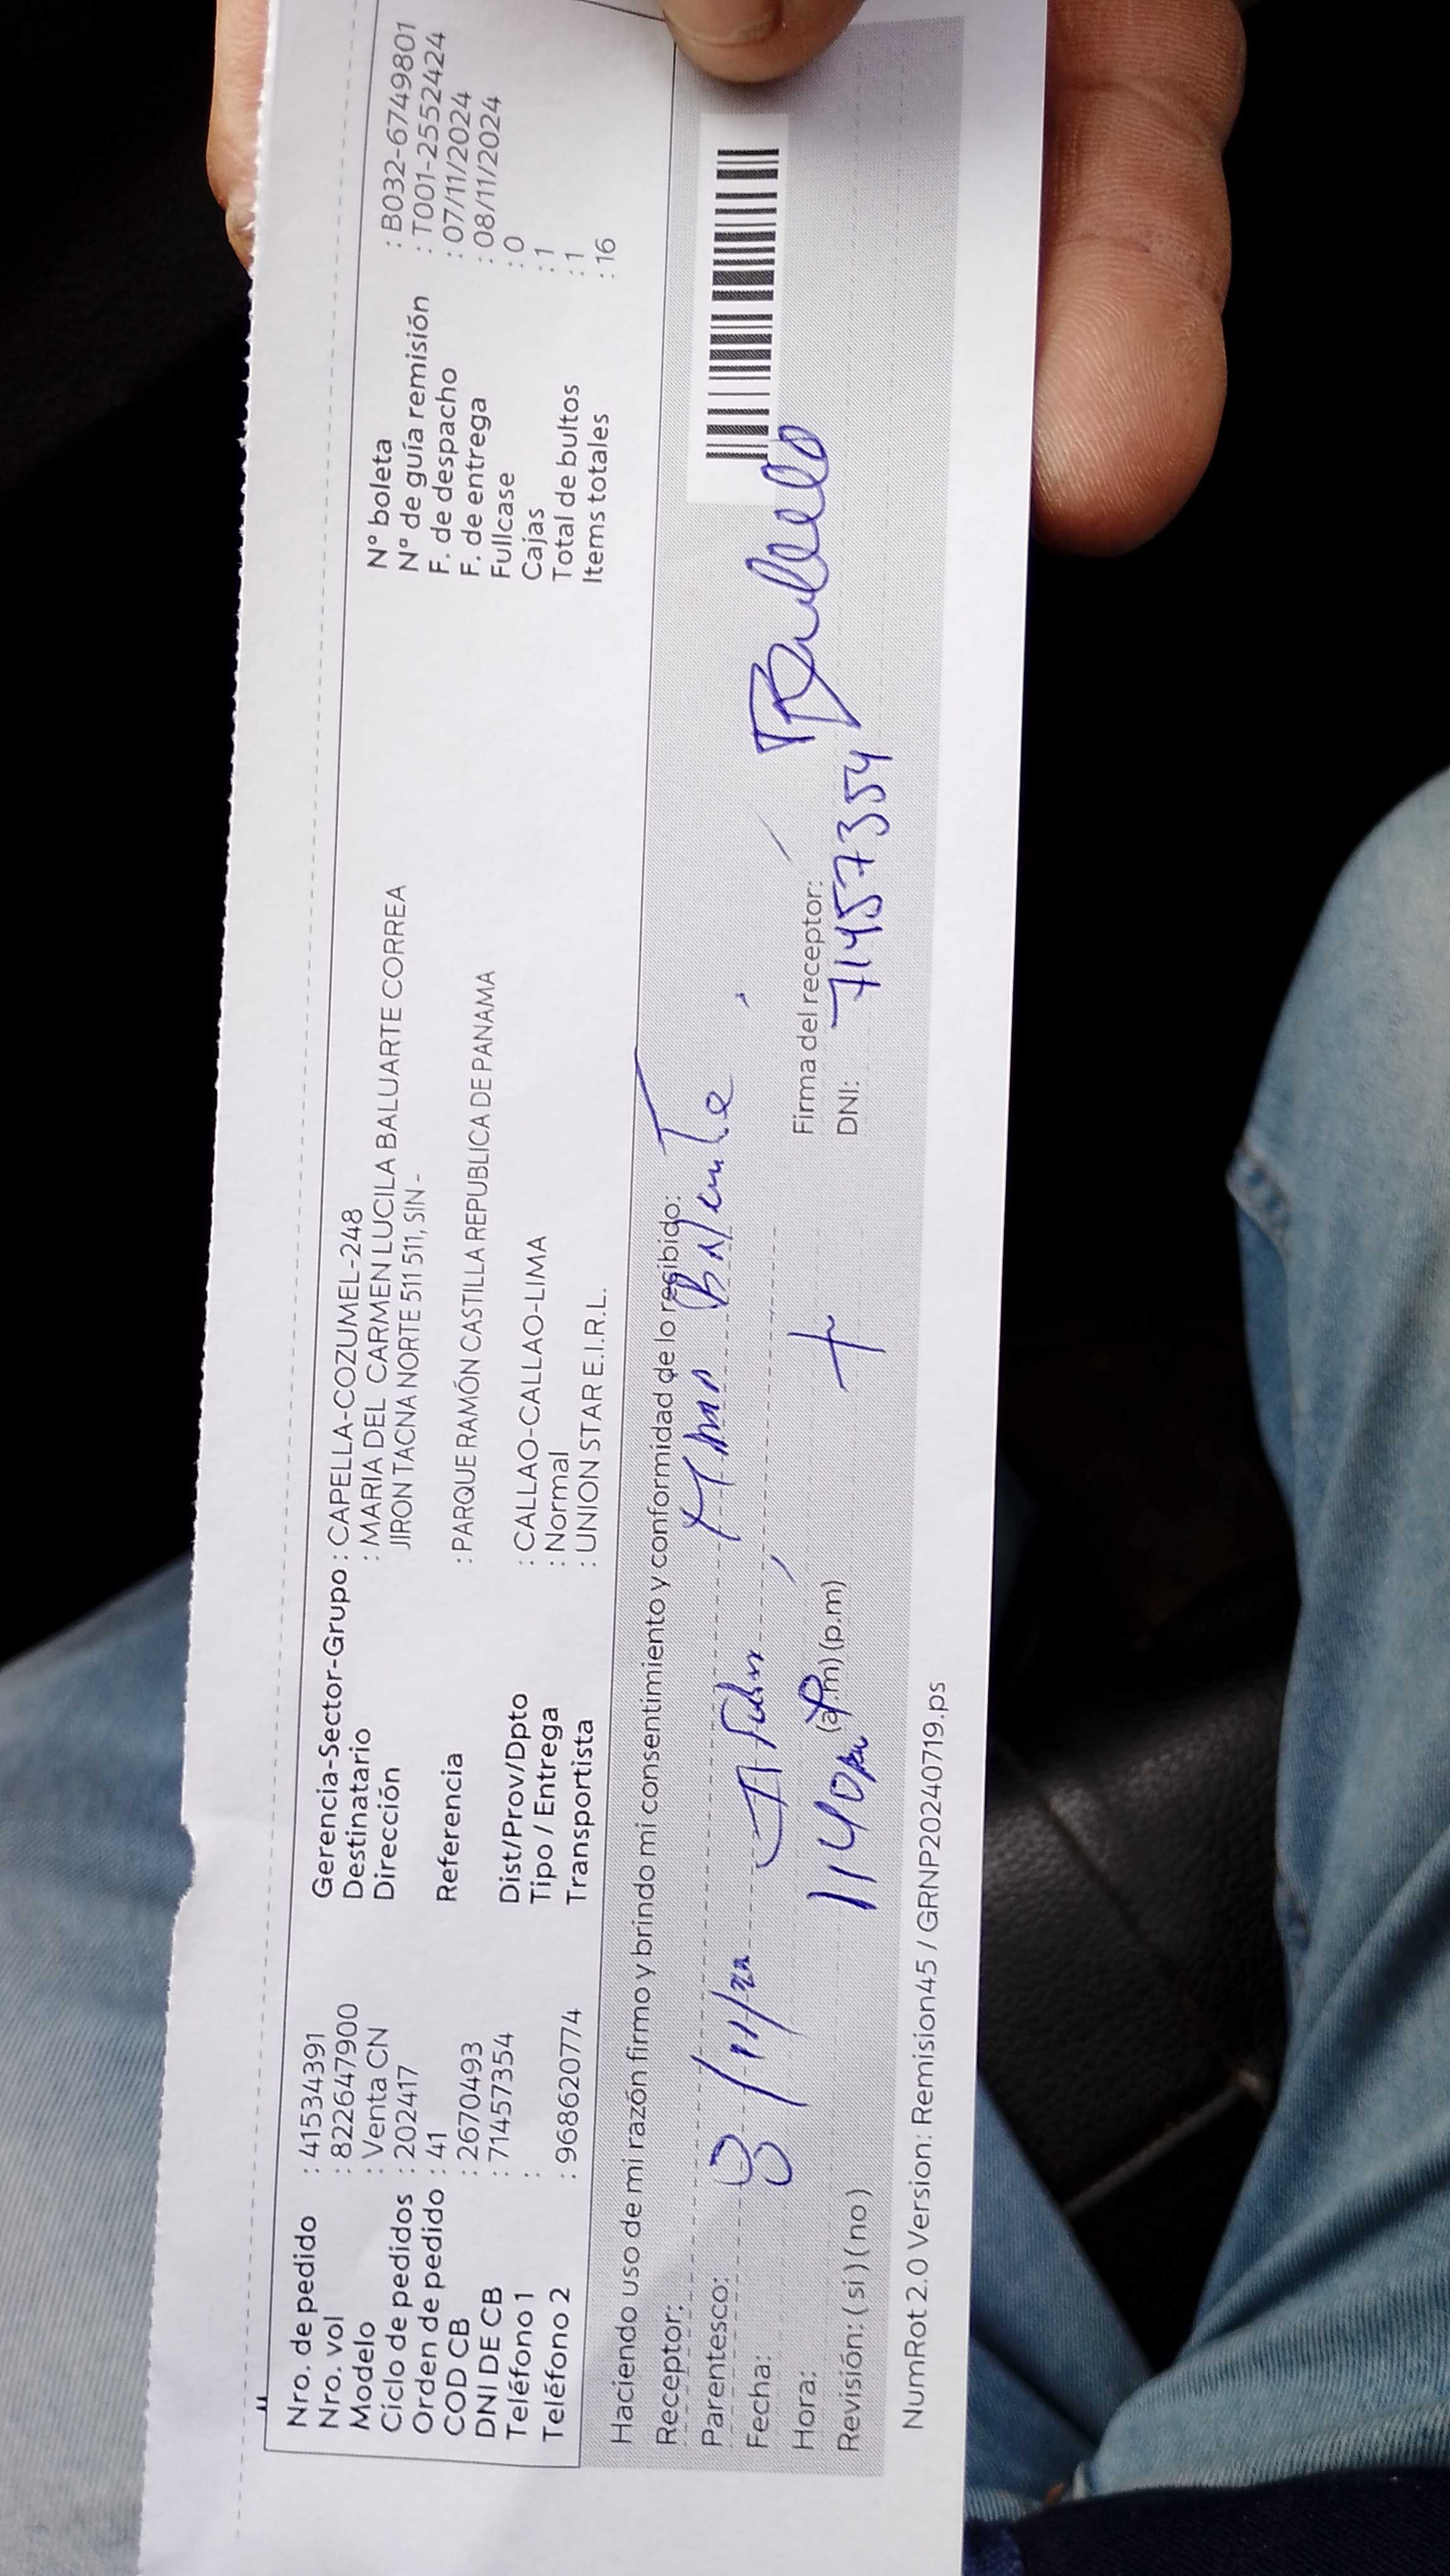 Nro. de pedido : 41534391
Nro. vol : 822647900
Modelo : Venta CN
Ciclo de pedidos : 202417
Orden de pedido : 41
COD CB : 2670493
DNI DE CB : 71457354
Teléfono 1 :
Teléfono 2 : 968620774
Gerencia-Sector-Grupo : CAPELLA-COZUMEL-248
Destinatario : MARIA DEL CARMEN LUCILA BALUARTE CORREA
Dirección JIRON TACNA NORTE 511 511, SIN -
Referencia : PARQUE RAMÓN CASTILLA REPUBLICA DE PANAMA
Dist/Prov/Dpto : CALLAO-CALLAO-LIMA
Tipo / Entrega : Normal
Transportista : UNION STAR E.I.R.L.
N° boleta : B032-6749801
N° de guía remisión : T001-2552424
F. de despacho : 07/11/2024
F. de entrega : 08/11/2024
Fullcase : 0
Cajas : 1
Total de bultos : 1
Items totales : 16
Haciendo uso de mi razón firmo y brindo mi consentimiento y conformidad de lo recibido:
Receptor:
Parentesco:
Fecha: 8/11/
Hora: 1140 (a.m) (p.m)
Revisión: (si) (no)
Firma del receptor:
DNI: 71457354
NumRot 2.0 Version: Remision45 / GRNP20240719.ps